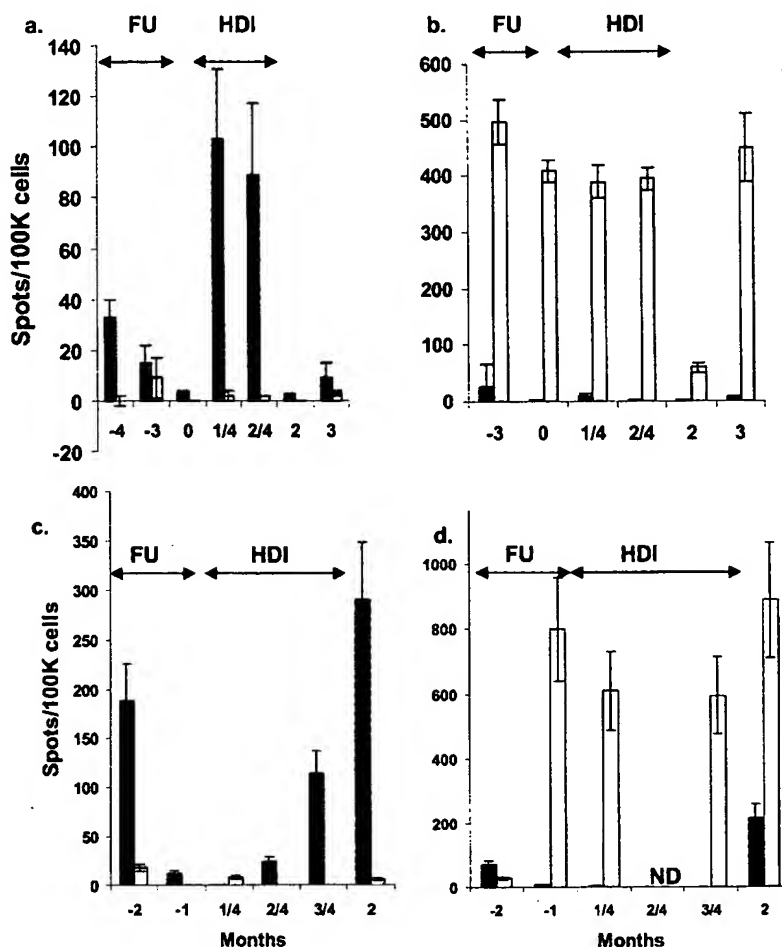 a.
FU
HDI
140
120
100
80
60
40
20
0
-20
Spots/100K cells
-4 -3 0 1/4 2/4 2 3
b.
FU
HDI
600
500
400
300
200
100
0
-3 0 1/4 2/4 2 3
c.
FU
HDI
400
350
300
250
200
150
100
50
0
Spots/100K cells
-2 -1 1/4 2/4 3/4 2
Months
d.
FU
HDI
1000
800
600
400
200
0
ND
-2 -1 1/4 2/4 3/4 2
Months